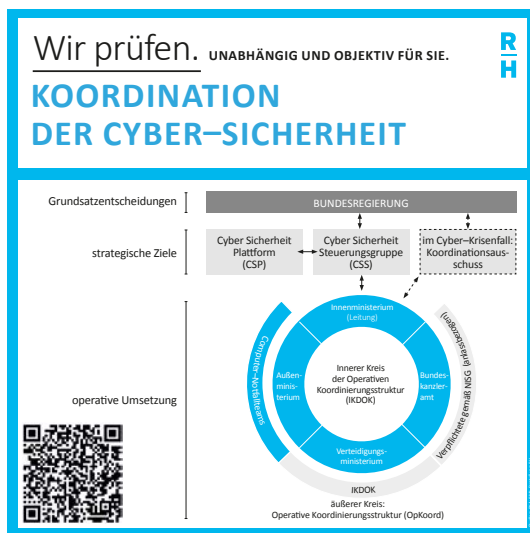 Wir prüfen. UNABHÄNGIG UND OBJEKTIV FÜR SIE.
R
H
KOORDINATION
DER CYBER–SICHERHEIT
Grundsatzentscheidungen
BUNDESREGIERUNG
strategische Ziele
Cyber Sicherheit
Plattform
(CSP)
Cyber Sicherheit
Steuerungsgruppe
(CSS)
im Cyber–Krisenfall:
Koordinationsaus-
schuss
operative Umsetzung
Innenministerium
(Leitung)
Computer–Notfallteams
Außen-
minis-
terium
Innerer Kreis
der Operativen
Koordinierungsstruktur
(IKDOK)
Bundes-
kanzler-
amt
Verpflichtete gemäß NISG (anlassbezogen)
Verteidigungs-
ministerium
IKDOK
äußerer Kreis:
Operative Koordinierungsstruktur (OpKoord)